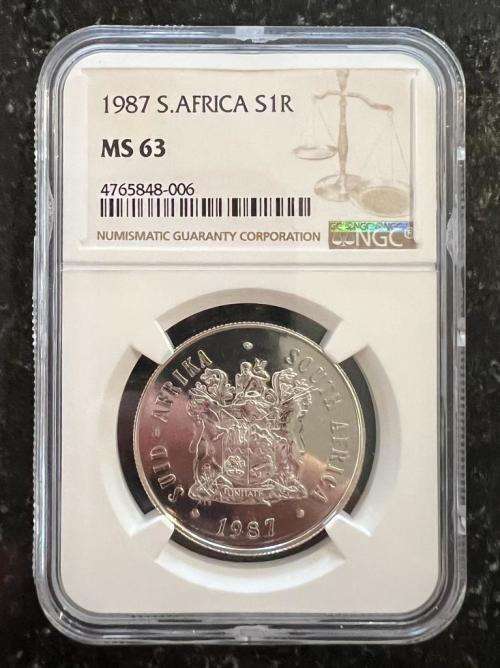 1987 S.AFRICA S1R
MS 63
4765848-006
NUMISMATIC GUARANTY CORPORATION
NGC
SUID-AFRIKA SOUTH AFRICA
1987